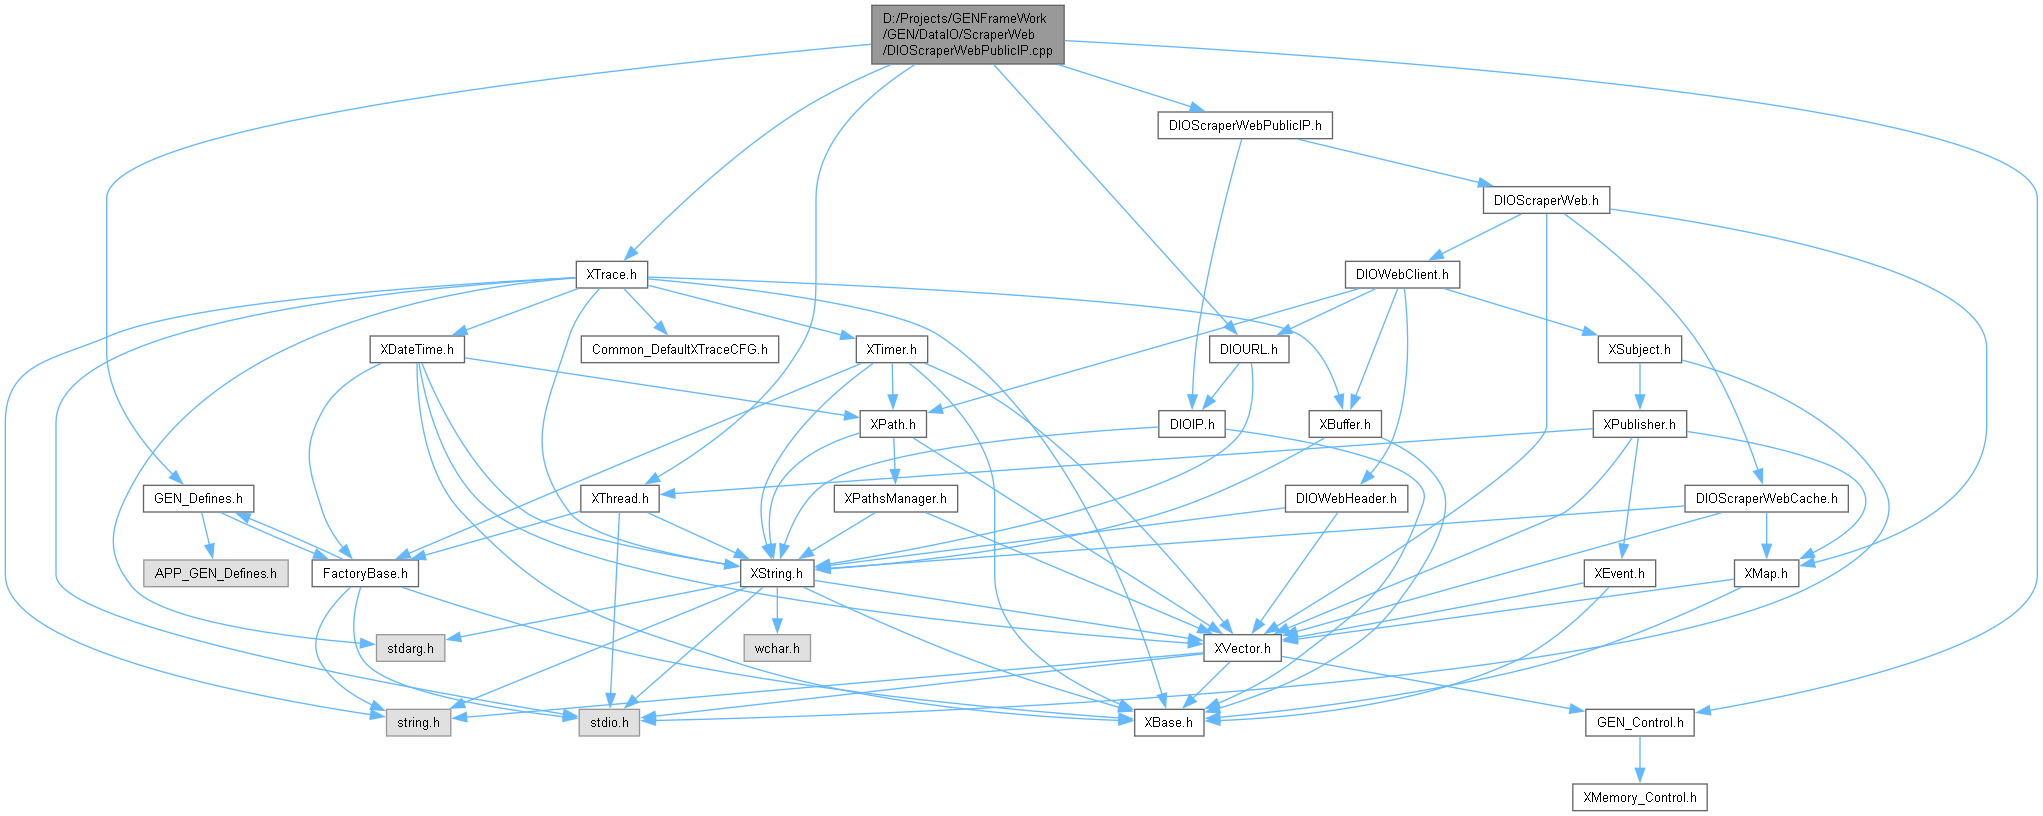 D:/Projects/GENFrameWork
/GEN/DataIO/ScraperWeb
/DIOScraperWebPublicIP.cpp
DIOScraperWebPublicIP.h
DIOScraperWeb.h
XTrace.h
DIOWebClient.h
XDateTime.h
Common_DefaultXTraceCFG.h
XTimer.h
DIOURL.h
XSubject.h
XPath.h
DIOIP.h
XBuffer.h
XPublisher.h
GEN_Defines.h
XThread.h
XPathsManager.h
DIOWebHeader.h
DIOScraperWebCache.h
APP_GEN_Defines.h
FactoryBase.h
XString.h
XEvent.h
XMap.h
stdarg.h
wchar.h
XVector.h
string.h
stdio.h
XBase.h
GEN_Control.h
XMemory_Control.h